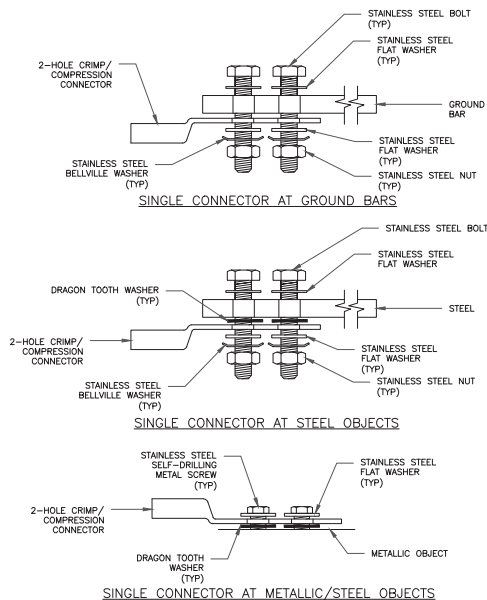 STAINLESS STEEL BOLT
(TYP)
STAINLESS STEEL
FLAT WASHER
(TYP)
2-HOLE CRIMP/
COMPRESSION
CONNECTOR
GROUND
BAR
STAINLESS STEEL
FLAT WASHER
(TYP)
STAINLESS STEEL
BELLVILLE WASHER
(TYP)
STAINLESS STEEL NUT
(TYP)
SINGLE CONNECTOR AT GROUND BARS
STAINLESS STEEL BOLT
STAINLESS STEEL
FLAT WASHER
DRAGON TOOTH WASHER
(TYP)
STEEL
2-HOLE CRIMP/
COMPRESSION
CONNECTOR
STAINLESS STEEL
FLAT WASHER
(TYP)
STAINLESS STEEL
BELLVILLE WASHER
(TYP)
STAINLESS STEEL NUT
(TYP)
SINGLE CONNECTOR AT STEEL OBJECTS
STAINLESS STEEL
SELF-DRILLING
METAL SCREW
(TYP)
STAINLESS STEEL
FLAT WASHER
(TYP)
2-HOLE CRIMP/
COMPRESSION
CONNECTOR
DRAGON TOOTH
WASHER
(TYP)
METALLIC OBJECT
SINGLE CONNECTOR AT METALLIC/STEEL OBJECTS